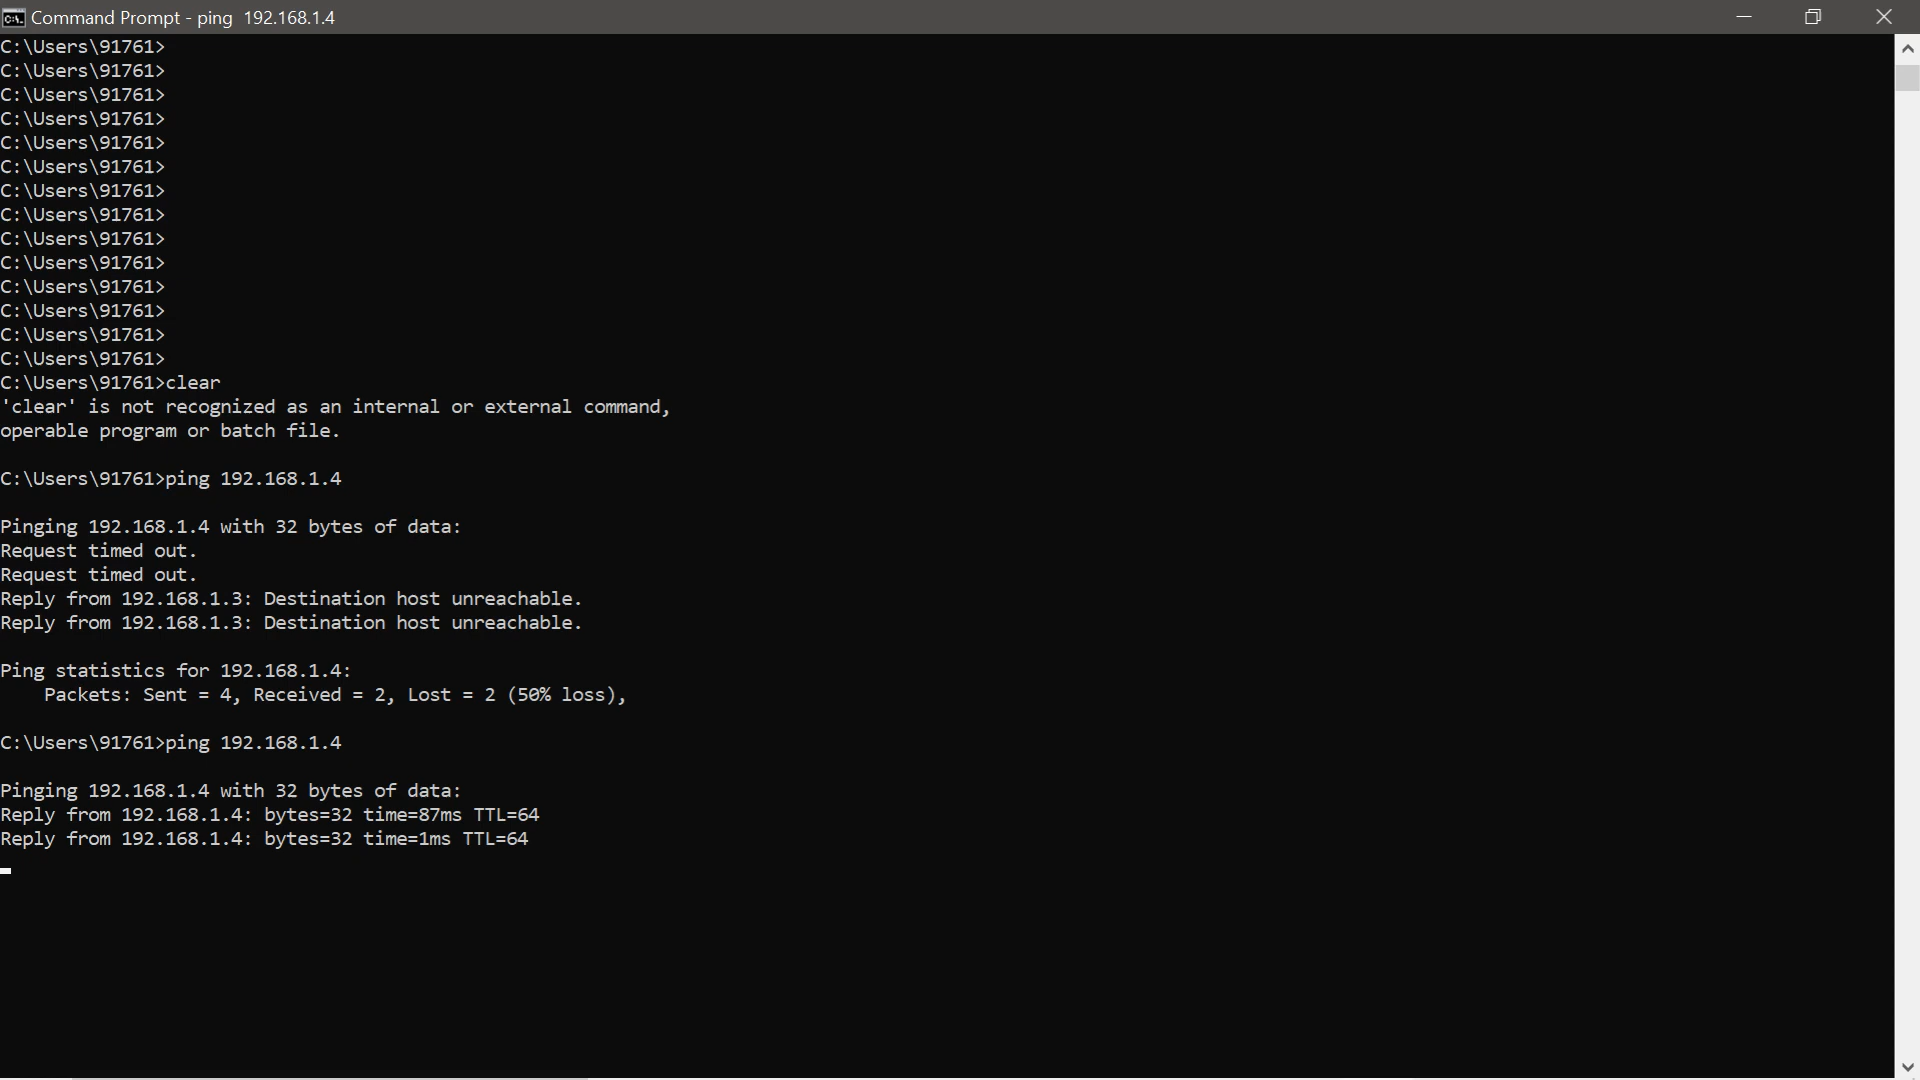 Command Prompt - ping  192.168.1.4
C:\Users\91761>
C:\Users\91761>
C:\Users\91761>
C:\Users\91761>
C:\Users\91761>
C:\Users\91761>
C:\Users\91761>
C:\Users\91761>
C:\Users\91761>
C:\Users\91761>
C:\Users\91761>
C:\Users\91761>
C:\Users\91761>
C:\Users\91761>
C:\Users\91761>clear
'clear' is not recognized as an internal or external command,
operable program or batch file.
C:\Users\91761>ping 192.168.1.4
Pinging 192.168.1.4 with 32 bytes of data:
Request timed out.
Request timed out.
Reply from 192.168.1.3: Destination host unreachable.
Reply from 192.168.1.3: Destination host unreachable.
Ping statistics for 192.168.1.4:
    Packets: Sent = 4, Received = 2, Lost = 2 (50% loss),
C:\Users\91761>ping 192.168.1.4
Pinging 192.168.1.4 with 32 bytes of data:
Reply from 192.168.1.4: bytes=32 time=87ms TTL=64
Reply from 192.168.1.4: bytes=32 time=1ms TTL=64